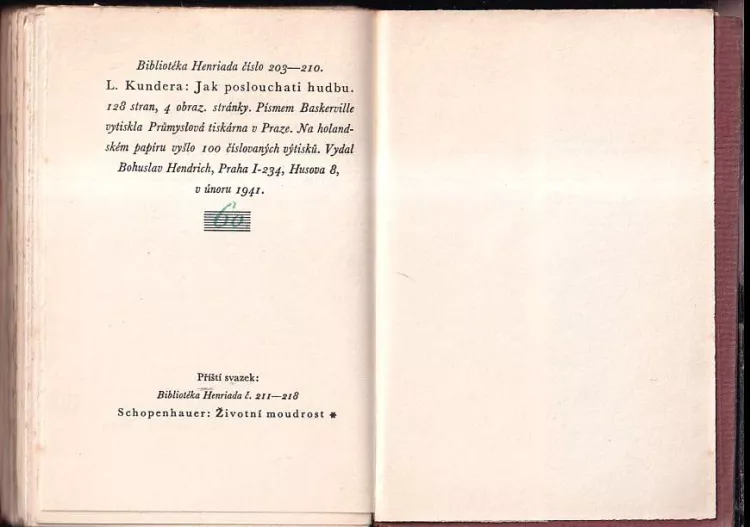 Bibliotéka Henriada číslo 203—210.
L. Kundera: Jak poslouchati hudbu.
128 stran, 4 obraz. stránky. Písmem Baskerville
vytiskla Průmyslová tiskárna v Praze. Na holand-
ském papíru vyšlo 100 číslovaných výtisků. Vydal
Bohuslav Hendrich, Praha I-234, Husova 8,
v únoru 1941.
60
Příští svazek:
Bibliotéka Henriada č. 211—218
Schopenhauer: Životní moudrost *